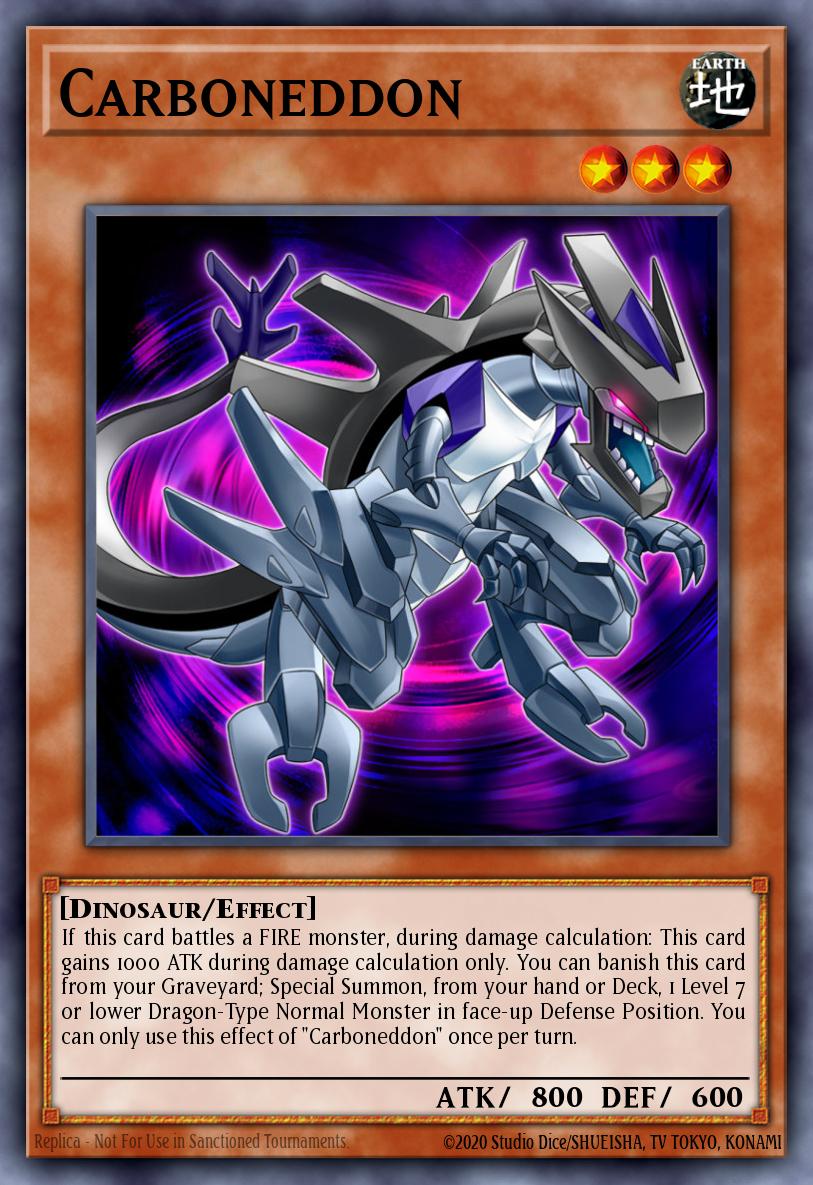 CARBONEDDON
EARTH
地
[DINOSAUR/EFFECT]
If this card battles a FIRE monster, during damage calculation: This card
gains 1000 ATK during damage calculation only. You can banish this card
from your Graveyard; Special Summon, from your hand or Deck, 1 Level 7
or lower Dragon-Type Normal Monster in face-up Defense Position. You
can only use this effect of "Carboneddon" once per turn.
ATK/ 800 DEF/ 600
Replica - Not For Use in Sanctioned Tournaments. ©2020 Studio Dice/SHUEISHA, TV TOKYO, KONAMI